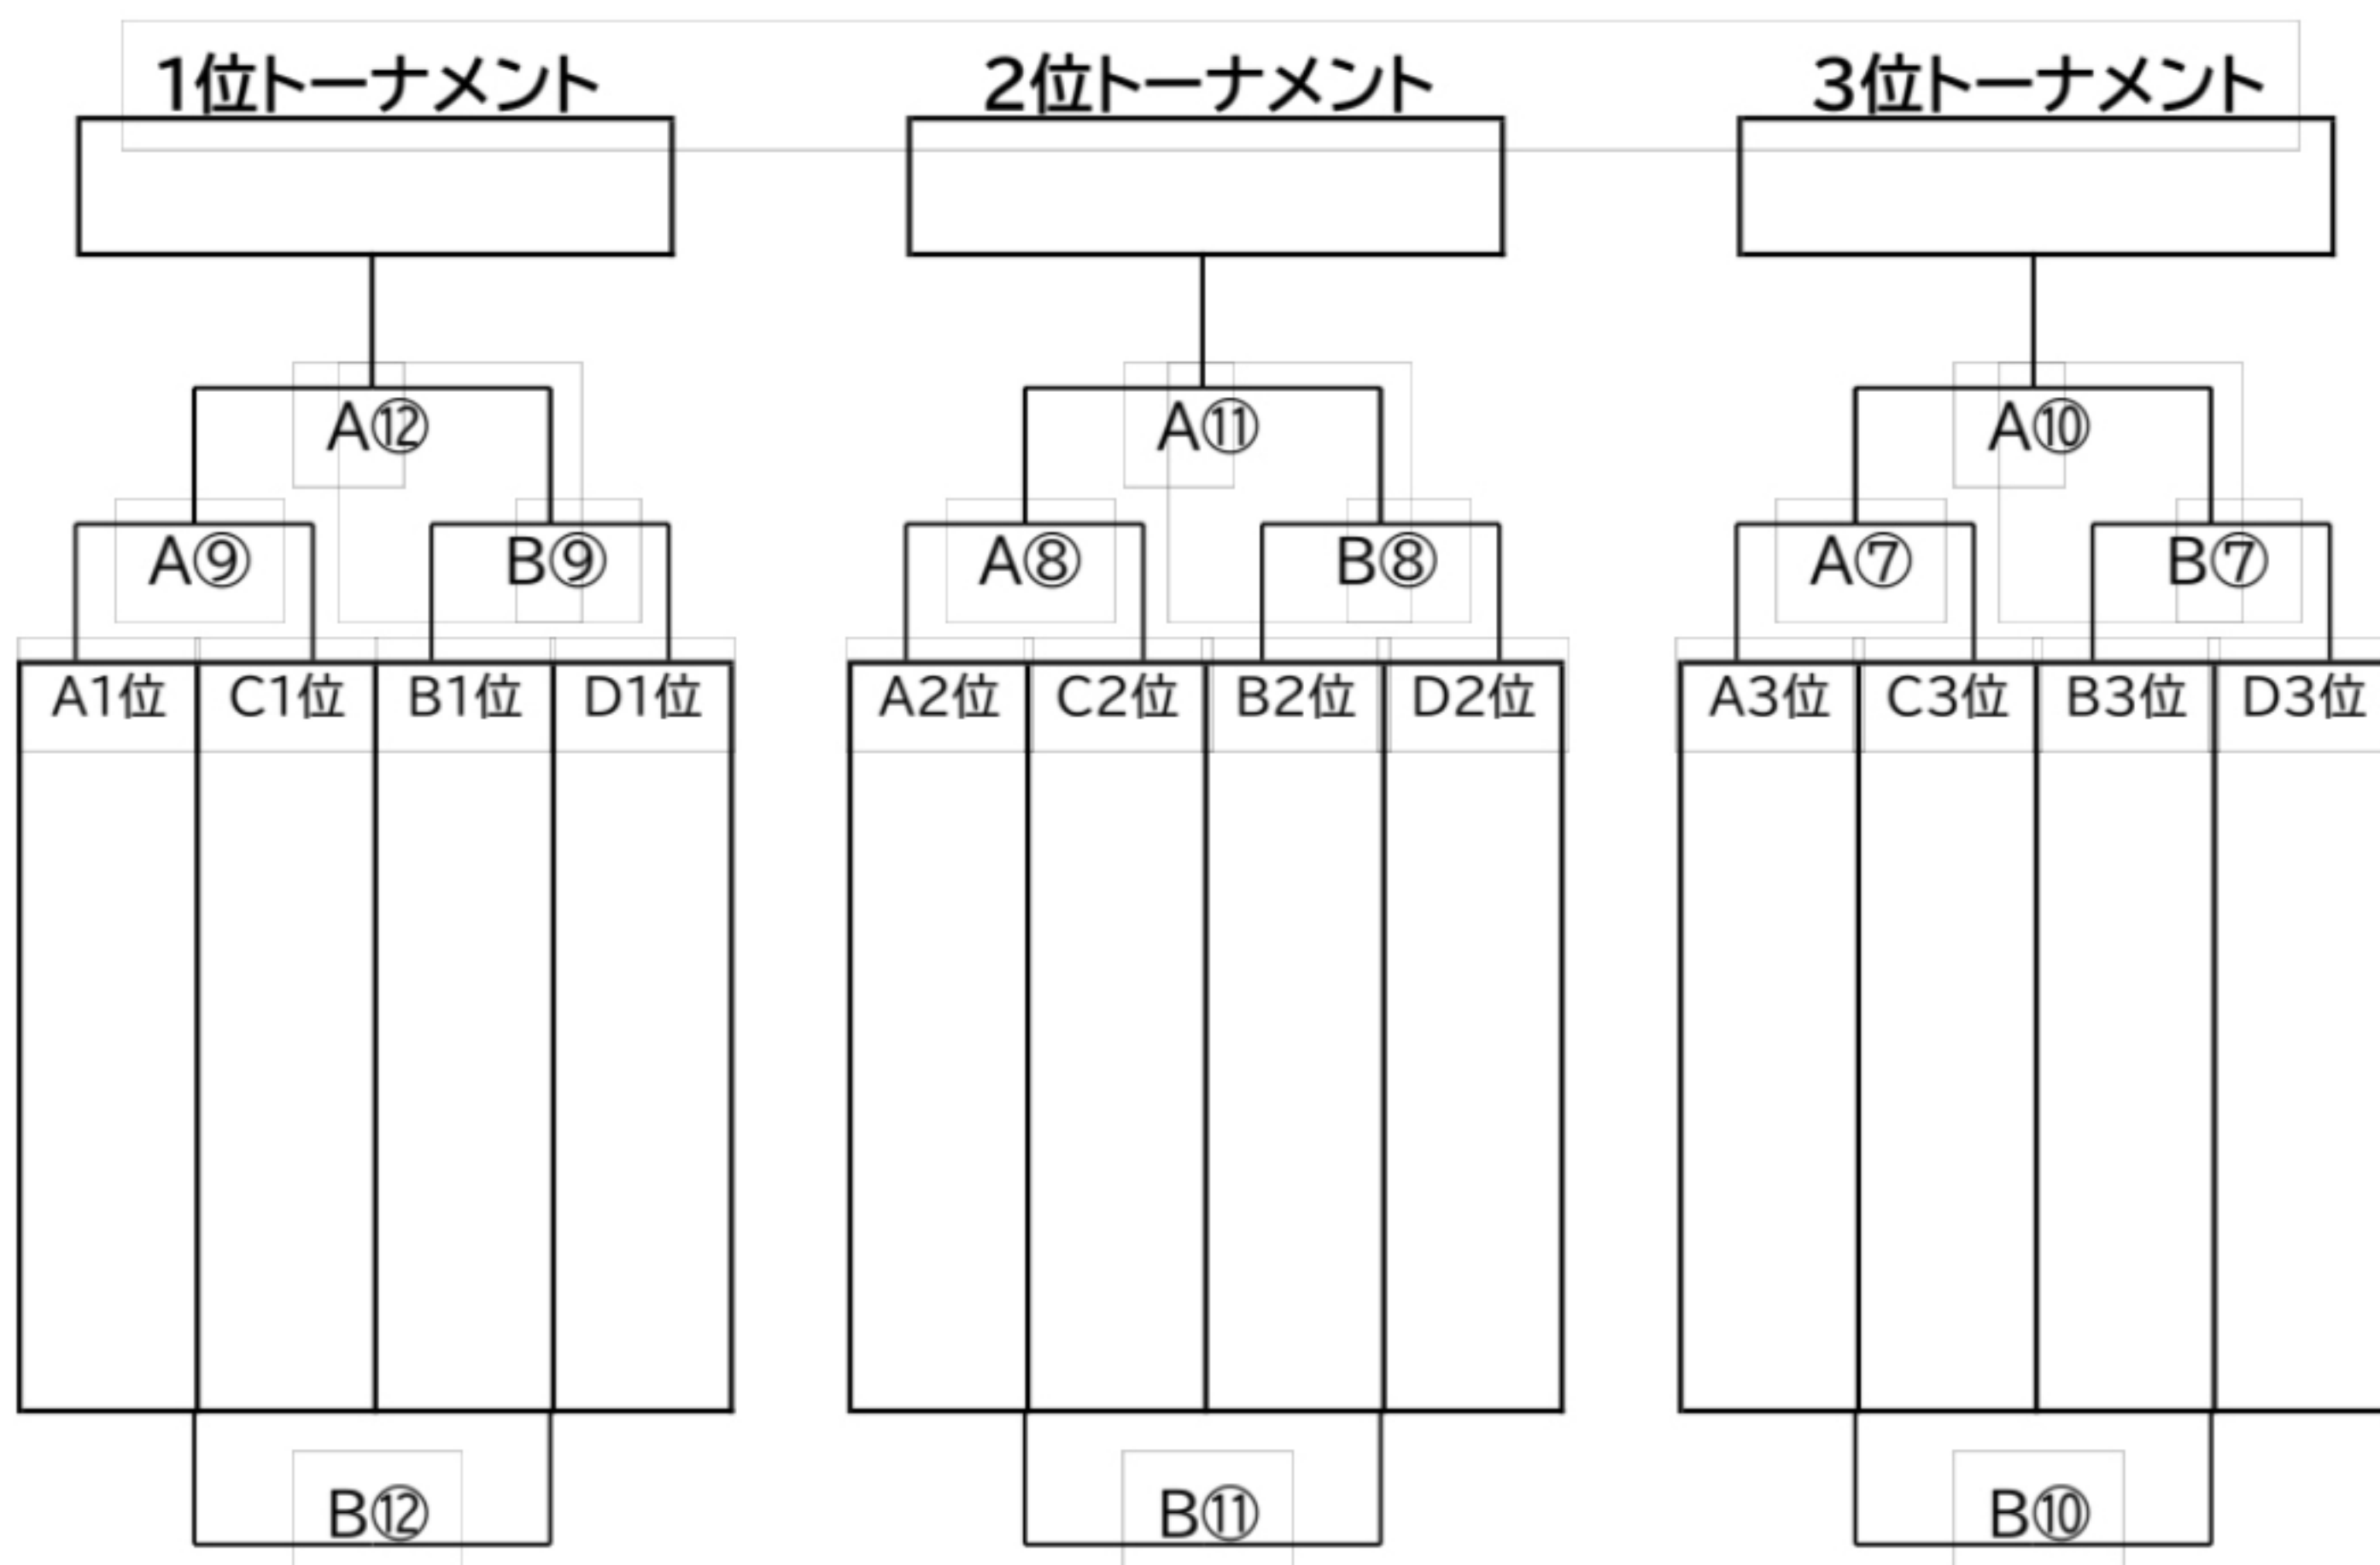 1位トーナメント 2位トーナメント 3位トーナメント
A⑫ A⑪ A⑩
A⑨ B⑨ A⑧ B⑧ A⑦ B⑦
A1位 C1位 B1位 D1位 A2位 C2位 B2位 D2位 A3位 C3位 B3位 D3位
B⑫ B⑪ B⑩